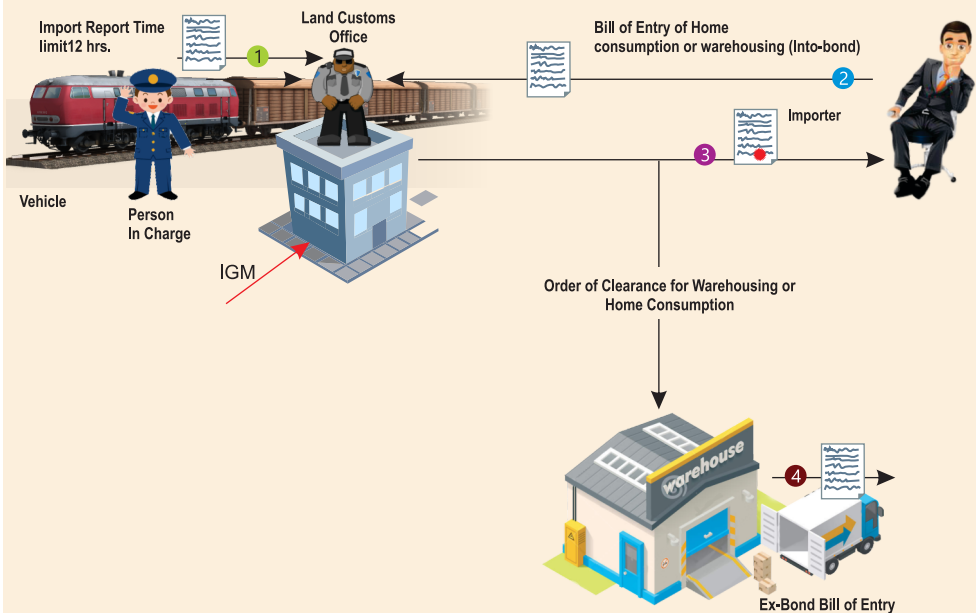 Import Report Time
limit12 hrs.
Land Customs
Office
Bill of Entry of Home
consumption or warehousing (Into-bond)
1
2
Importer
3
Vehicle
Person
In Charge
IGM
Order of Clearance for Warehousing or
Home Consumption
warehouse
4
Ex-Bond Bill of Entry